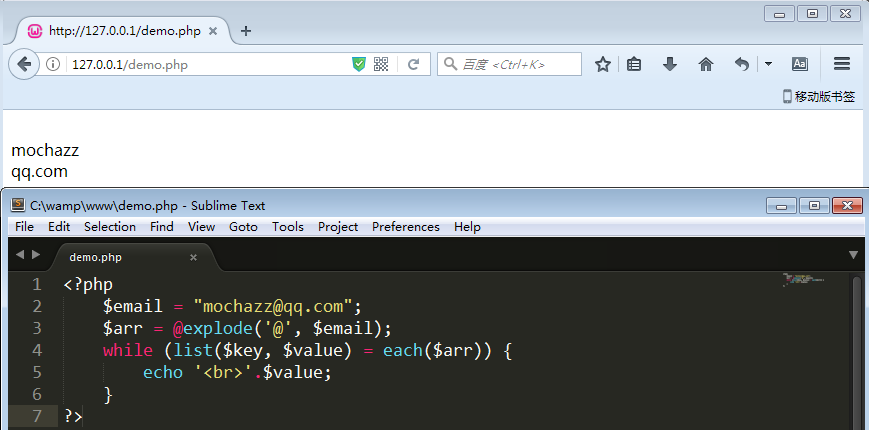 http://127.0.0.1/demo.php
127.0.0.1/demo.php
百度 <Ctrl+K>
移动版书签
mochazz
qq.com
C:\wamp\www\demo.php - Sublime Text
File Edit Selection Find View Goto Tools Project Preferences Help
demo.php
1 <?php
2 $email = "mochazz@qq.com";
3 $arr = @explode('@', $email);
4 while (list($key, $value) = each($arr)) {
5 echo '<br>'.$value;
6 }
7 ?>